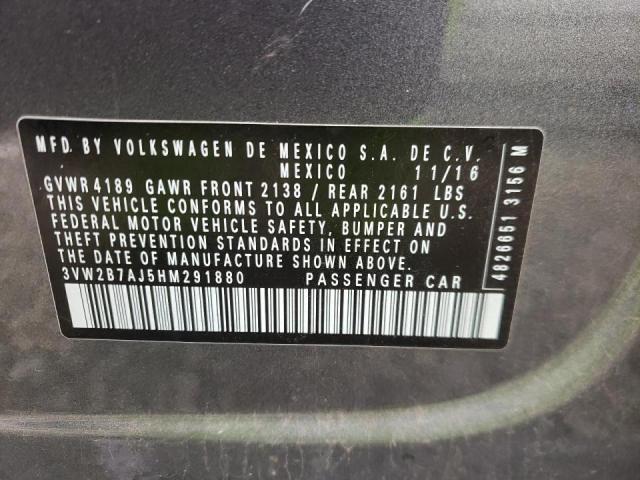 MFD. BY VOLKSWAGEN DE MEXICO S.A. DE C.V.
MEXICO 11/16
GVWR 4189 GAWR FRONT 2138 / REAR 2161 LBS
THIS VEHICLE CONFORMS TO ALL APPLICABLE U.S.
FEDERAL MOTOR VEHICLE SAFETY, BUMPER AND
THEFT PREVENTION STANDARDS IN EFFECT ON
THE DATE OF MANUFACTURE SHOWN ABOVE.
3VW2B7AJ5HM291880 PASSENGER CAR
4826651 3156 M